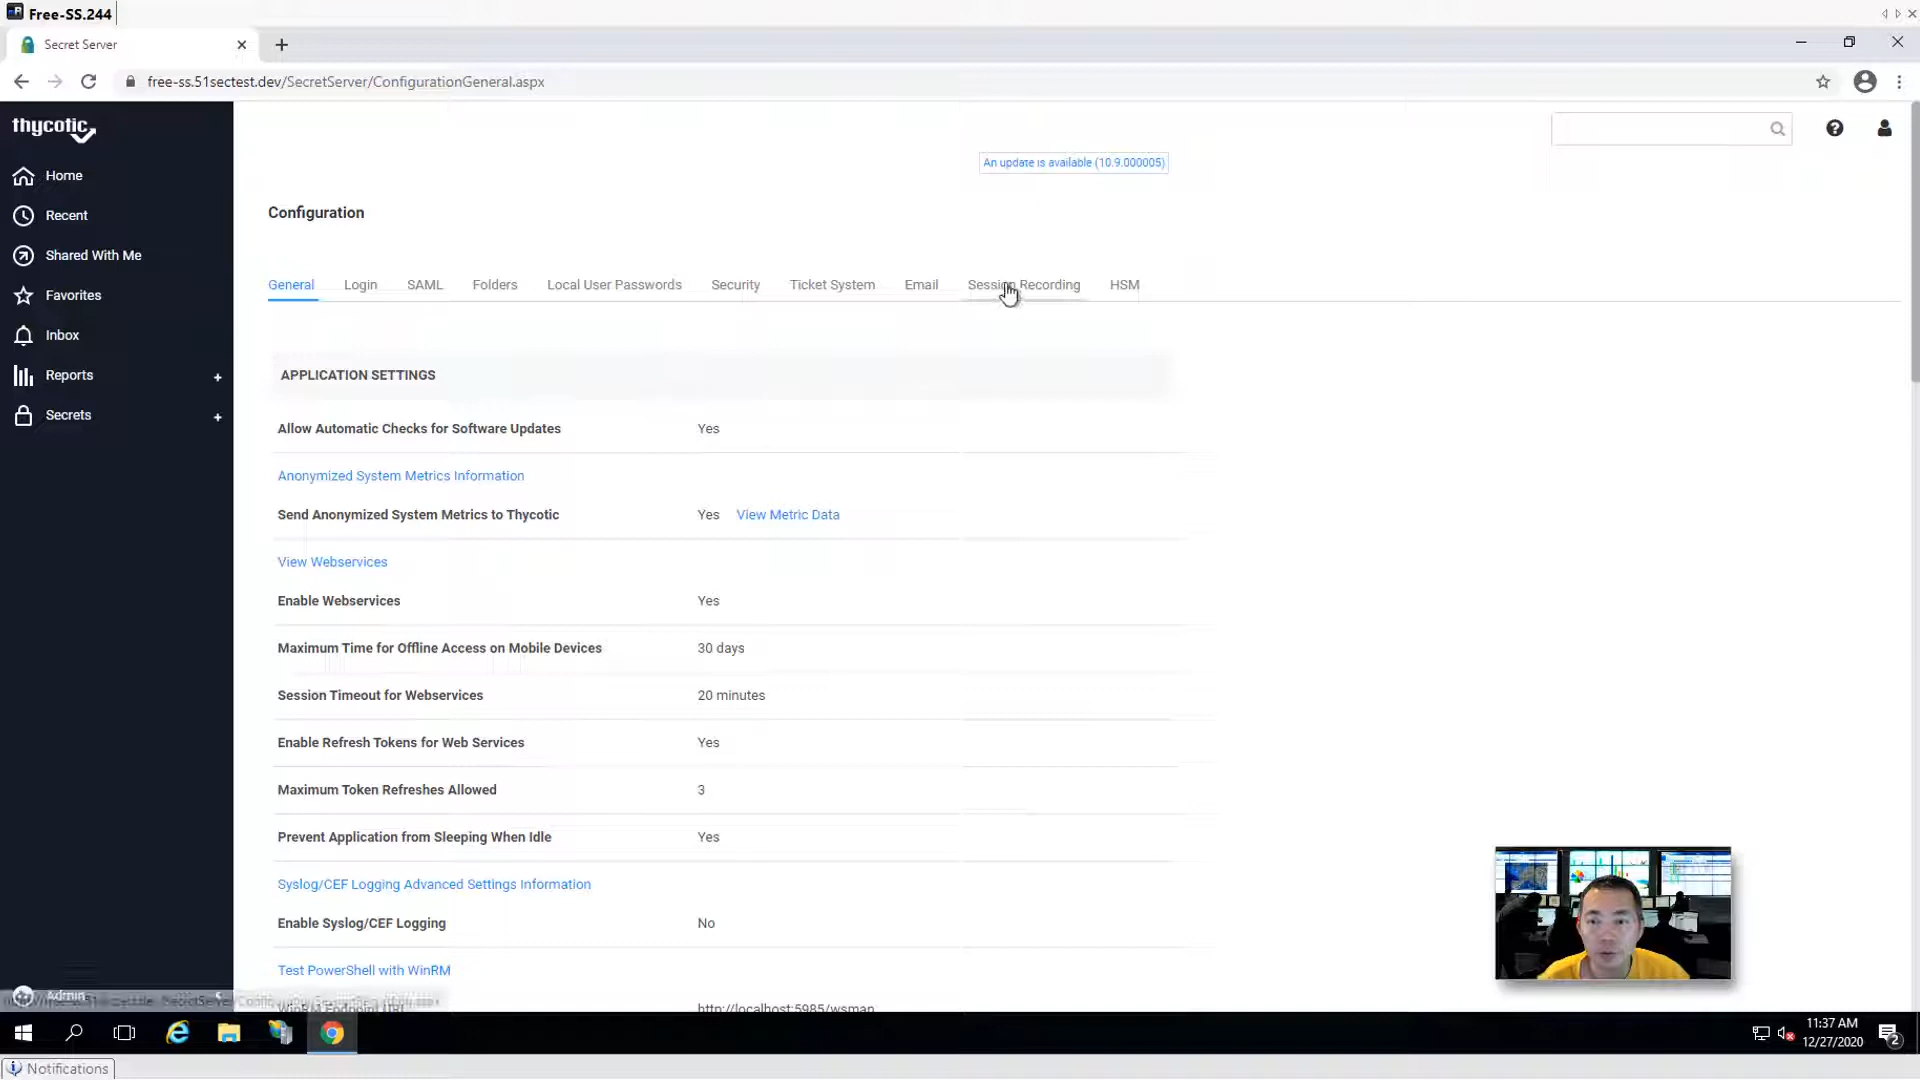 Free-SS.244
Secret Server
free-ss.51sectest.dev/SecretServer/ConfigurationGeneral.aspx
thycotic
Home
Recent
Shared With Me
Favorites
Inbox
Reports +
Secrets +
Admin
An update is available (10.9.000005)
Configuration
General Login SAML Folders Local User Passwords Security Ticket System Email Session Recording HSM
APPLICATION SETTINGS
Allow Automatic Checks for Software Updates Yes
Anonymized System Metrics Information
Send Anonymized System Metrics to Thycotic Yes View Metric Data
View Webservices
Enable Webservices Yes
Maximum Time for Offline Access on Mobile Devices 30 days
Session Timeout for Webservices 20 minutes
Enable Refresh Tokens for Web Services Yes
Maximum Token Refreshes Allowed 3
Prevent Application from Sleeping When Idle Yes
Syslog/CEF Logging Advanced Settings Information
Enable Syslog/CEF Logging No
Test PowerShell with WinRM
WinRM Endpoint URL http://localhost:5985/wsman
11:37 AM
12/27/2020
2
Notifications